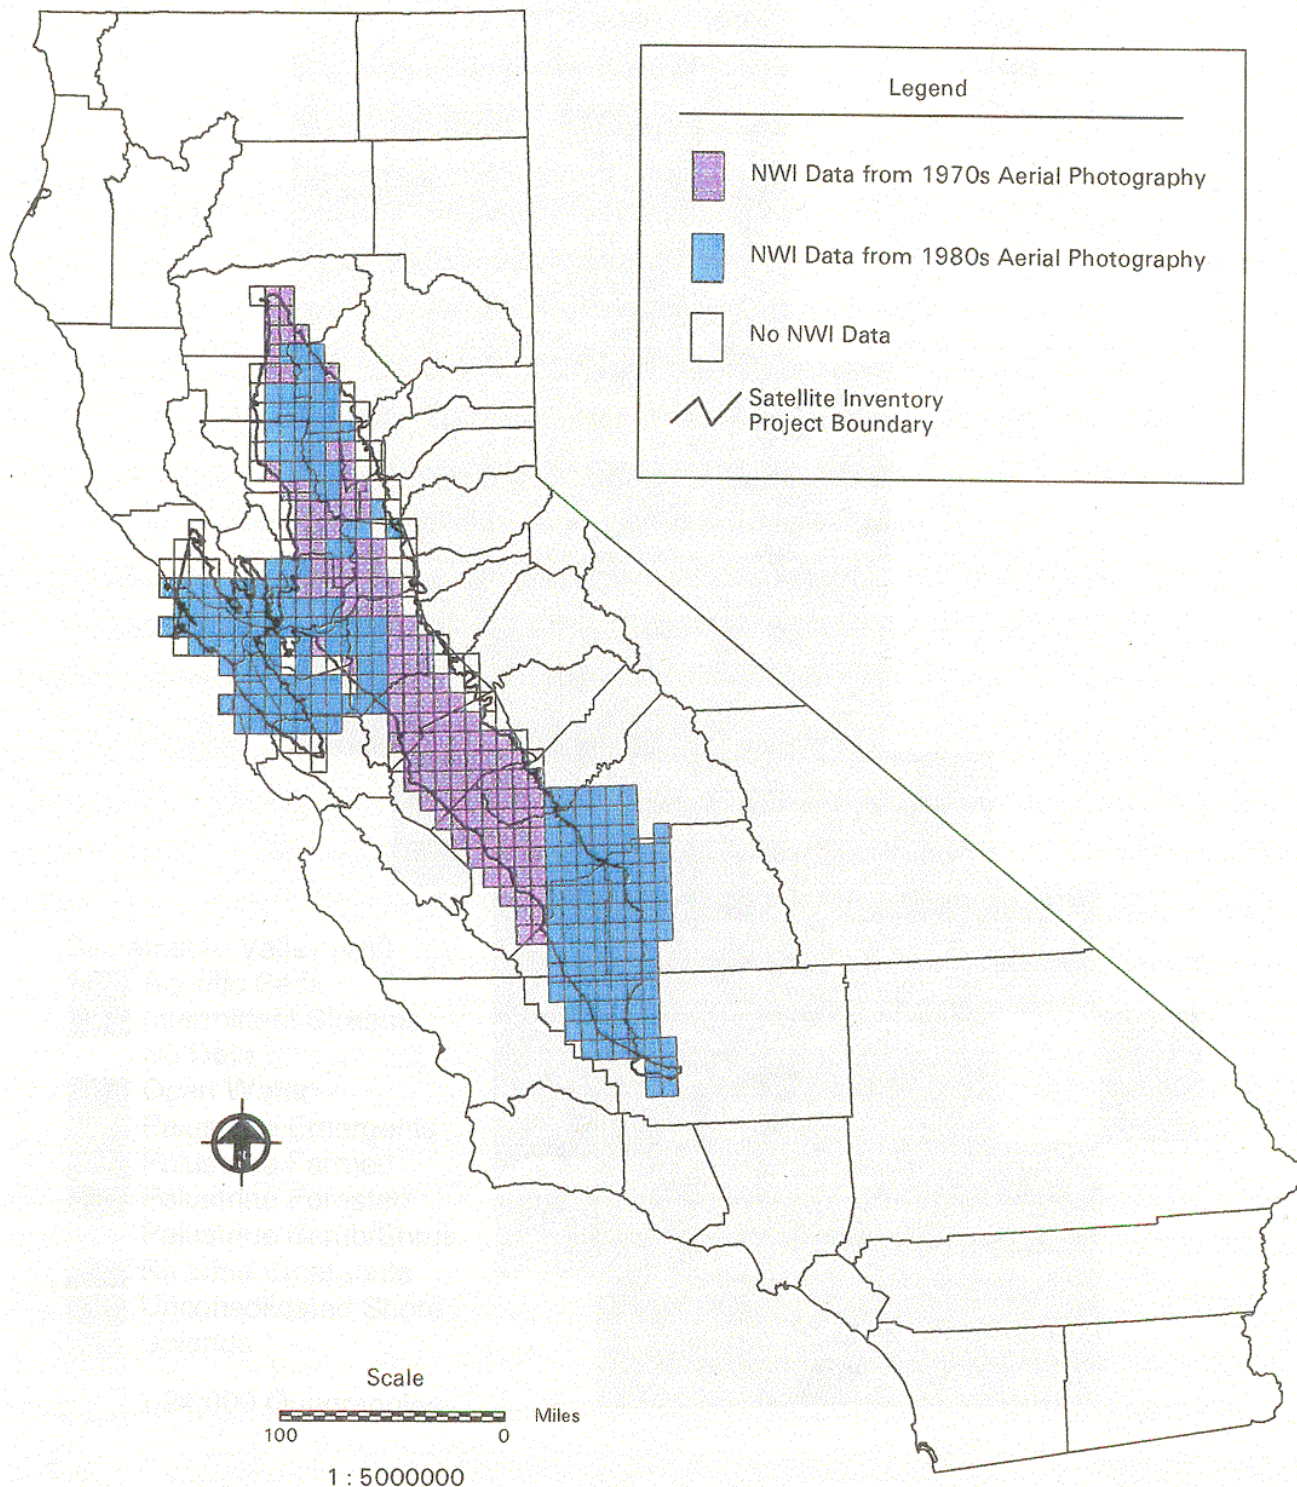 Legend
NWI Data from 1970s Aerial Photography
NWI Data from 1980s Aerial Photography
No NWI Data
Satellite Inventory
Project Boundary
Scale
Miles
100 0
1 : 5000000